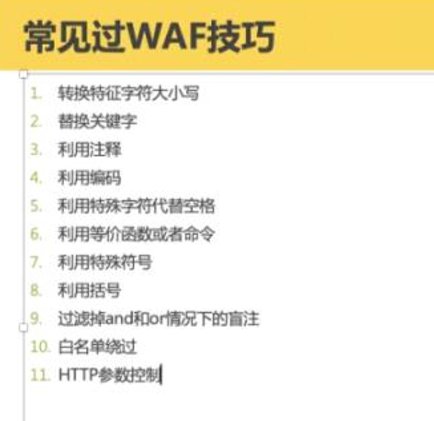 常见过WAF技巧
1. 转换特征字符大小写
2. 替换关键字
3. 利用注释
4. 利用编码
5. 利用特殊字符代替空格
6. 利用等价函数或者命令
7. 利用特殊符号
8. 利用括号
9. 过滤掉and和or情况下的盲注
10. 白名单绕过
11. HTTP参数控制